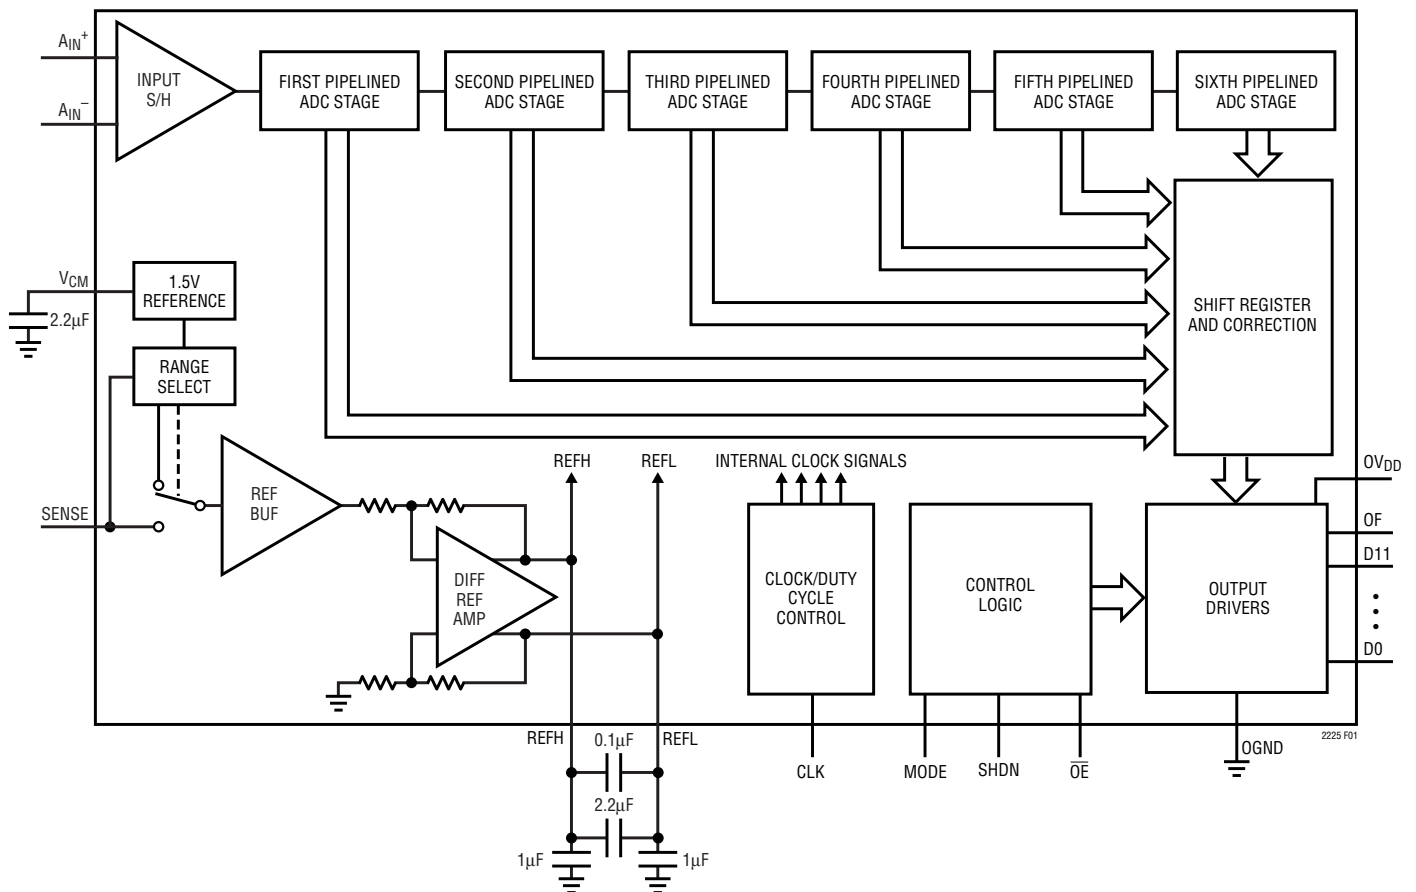 AIN+
AIN−
INPUT
S/H
FIRST PIPELINED
ADC STAGE
SECOND PIPELINED
ADC STAGE
THIRD PIPELINED
ADC STAGE
FOURTH PIPELINED
ADC STAGE
FIFTH PIPELINED
ADC STAGE
SIXTH PIPELINED
ADC STAGE
SHIFT REGISTER
AND CORRECTION
VCM
2.2µF
1.5V
REFERENCE
RANGE
SELECT
SENSE
REF
BUF
DIFF
REF
AMP
REFH
REFL
INTERNAL CLOCK SIGNALS
CLOCK/DUTY
CYCLE
CONTROL
CONTROL
LOGIC
OUTPUT
DRIVERS
OVDD
OF
D11
D0
REFH
0.1µF
REFL
2.2µF
1µF
1µF
CLK
MODE
SHDN
O̅E̅
OGND
2225 F01